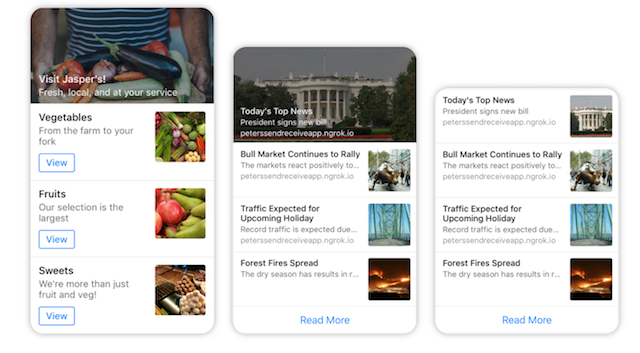 Visit Jasper's!
Fresh, local, and at your service
Vegetables
From the farm to your
fork
View
Fruits
Our selection is the
largest
View
Sweets
We're more than just
fruit and veg!
View
Today's Top News
President signs new bill
peterssendreceiveapp.ngrok.io
Bull Market Continues to Rally
The markets react positively to...
peterssendreceiveapp.ngrok.io
Traffic Expected for
Upcoming Holiday
Record traffic is expected due...
peterssendreceiveapp.ngrok.io
Forest Fires Spread
The dry season has results in r...
Read More
Today's Top News
President signs new bill
peterssendreceiveapp.ngrok.io
Bull Market Continues to Rally
The markets react positively to...
peterssendreceiveapp.ngrok.io
Traffic Expected for
Upcoming Holiday
Record traffic is expected due...
peterssendreceiveapp.ngrok.io
Forest Fires Spread
The dry season has results in r...
Read More